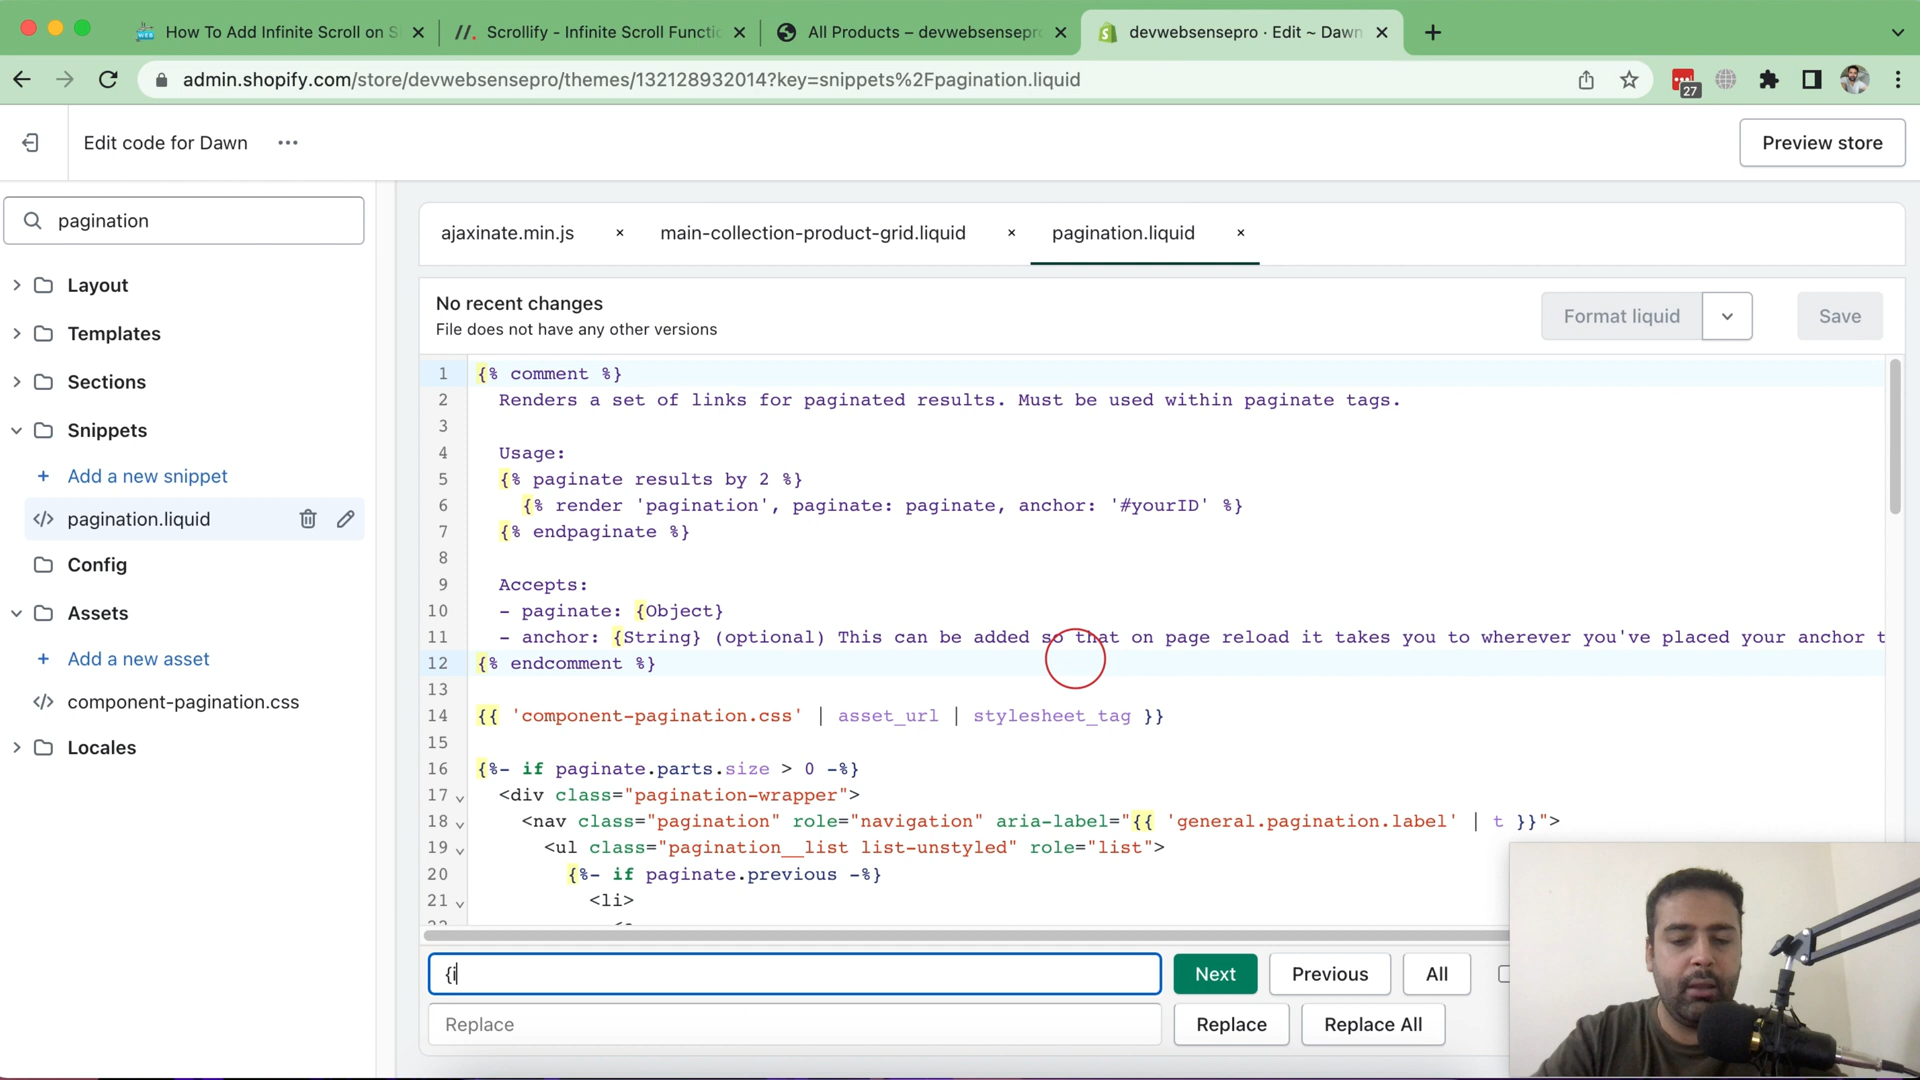 How To Add Infinite Scroll on S
Scrollify - Infinite Scroll Functi
All Products – devwebsensepro
devwebsensepro · Edit ~ Dawn
admin.shopify.com/store/devwebsensepro/themes/132128932014?key=snippets%2Fpagination.liquid
27
Edit code for Dawn
Preview store
pagination
Layout
Templates
Sections
Snippets
+ Add a new snippet
</> pagination.liquid
Config
Assets
+ Add a new asset
</> component-pagination.css
Locales
ajaxinate.min.js ×
main-collection-product-grid.liquid ×
pagination.liquid ×
No recent changes
File does not have any other versions
Format liquid
Save
1 {% comment %}
2 Renders a set of links for paginated results. Must be used within paginate tags.
3
4 Usage:
5 {% paginate results by 2 %}
6 {% render 'pagination', paginate: paginate, anchor: '#yourID' %}
7 {% endpaginate %}
8
9 Accepts:
10 - paginate: {Object}
11 - anchor: {String} (optional) This can be added so that on page reload it takes you to wherever you've placed your anchor t
12 {% endcomment %}
13
14 {{ 'component-pagination.css' | asset_url | stylesheet_tag }}
15
16 {%- if paginate.parts.size > 0 -%}
17 <div class="pagination-wrapper">
18 <nav class="pagination" role="navigation" aria-label="{{ 'general.pagination.label' | t }}">
19 <ul class="pagination__list list-unstyled" role="list">
20 {%- if paginate.previous -%}
21 <li>
{i
Next
Previous
All
Replace
Replace
Replace All